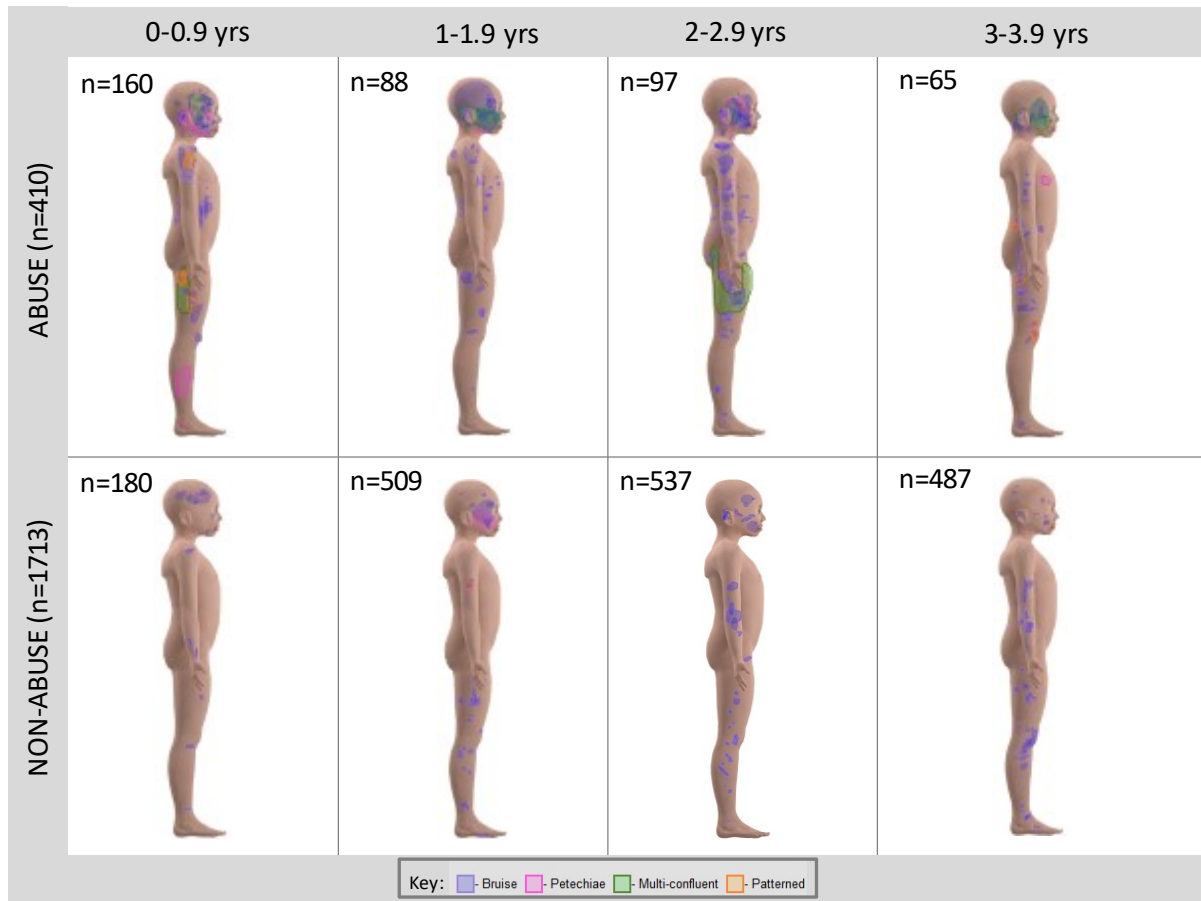 0-0.9 yrs
1-1.9 yrs
2-2.9 yrs
3-3.9 yrs
ABUSE (n=410)
n=160
n=88
n=97
n=65
NON-ABUSE (n=1713)
n=180
n=509
n=537
n=487
Key: - Bruise - Petechiae - Multi-confluent - Patterned